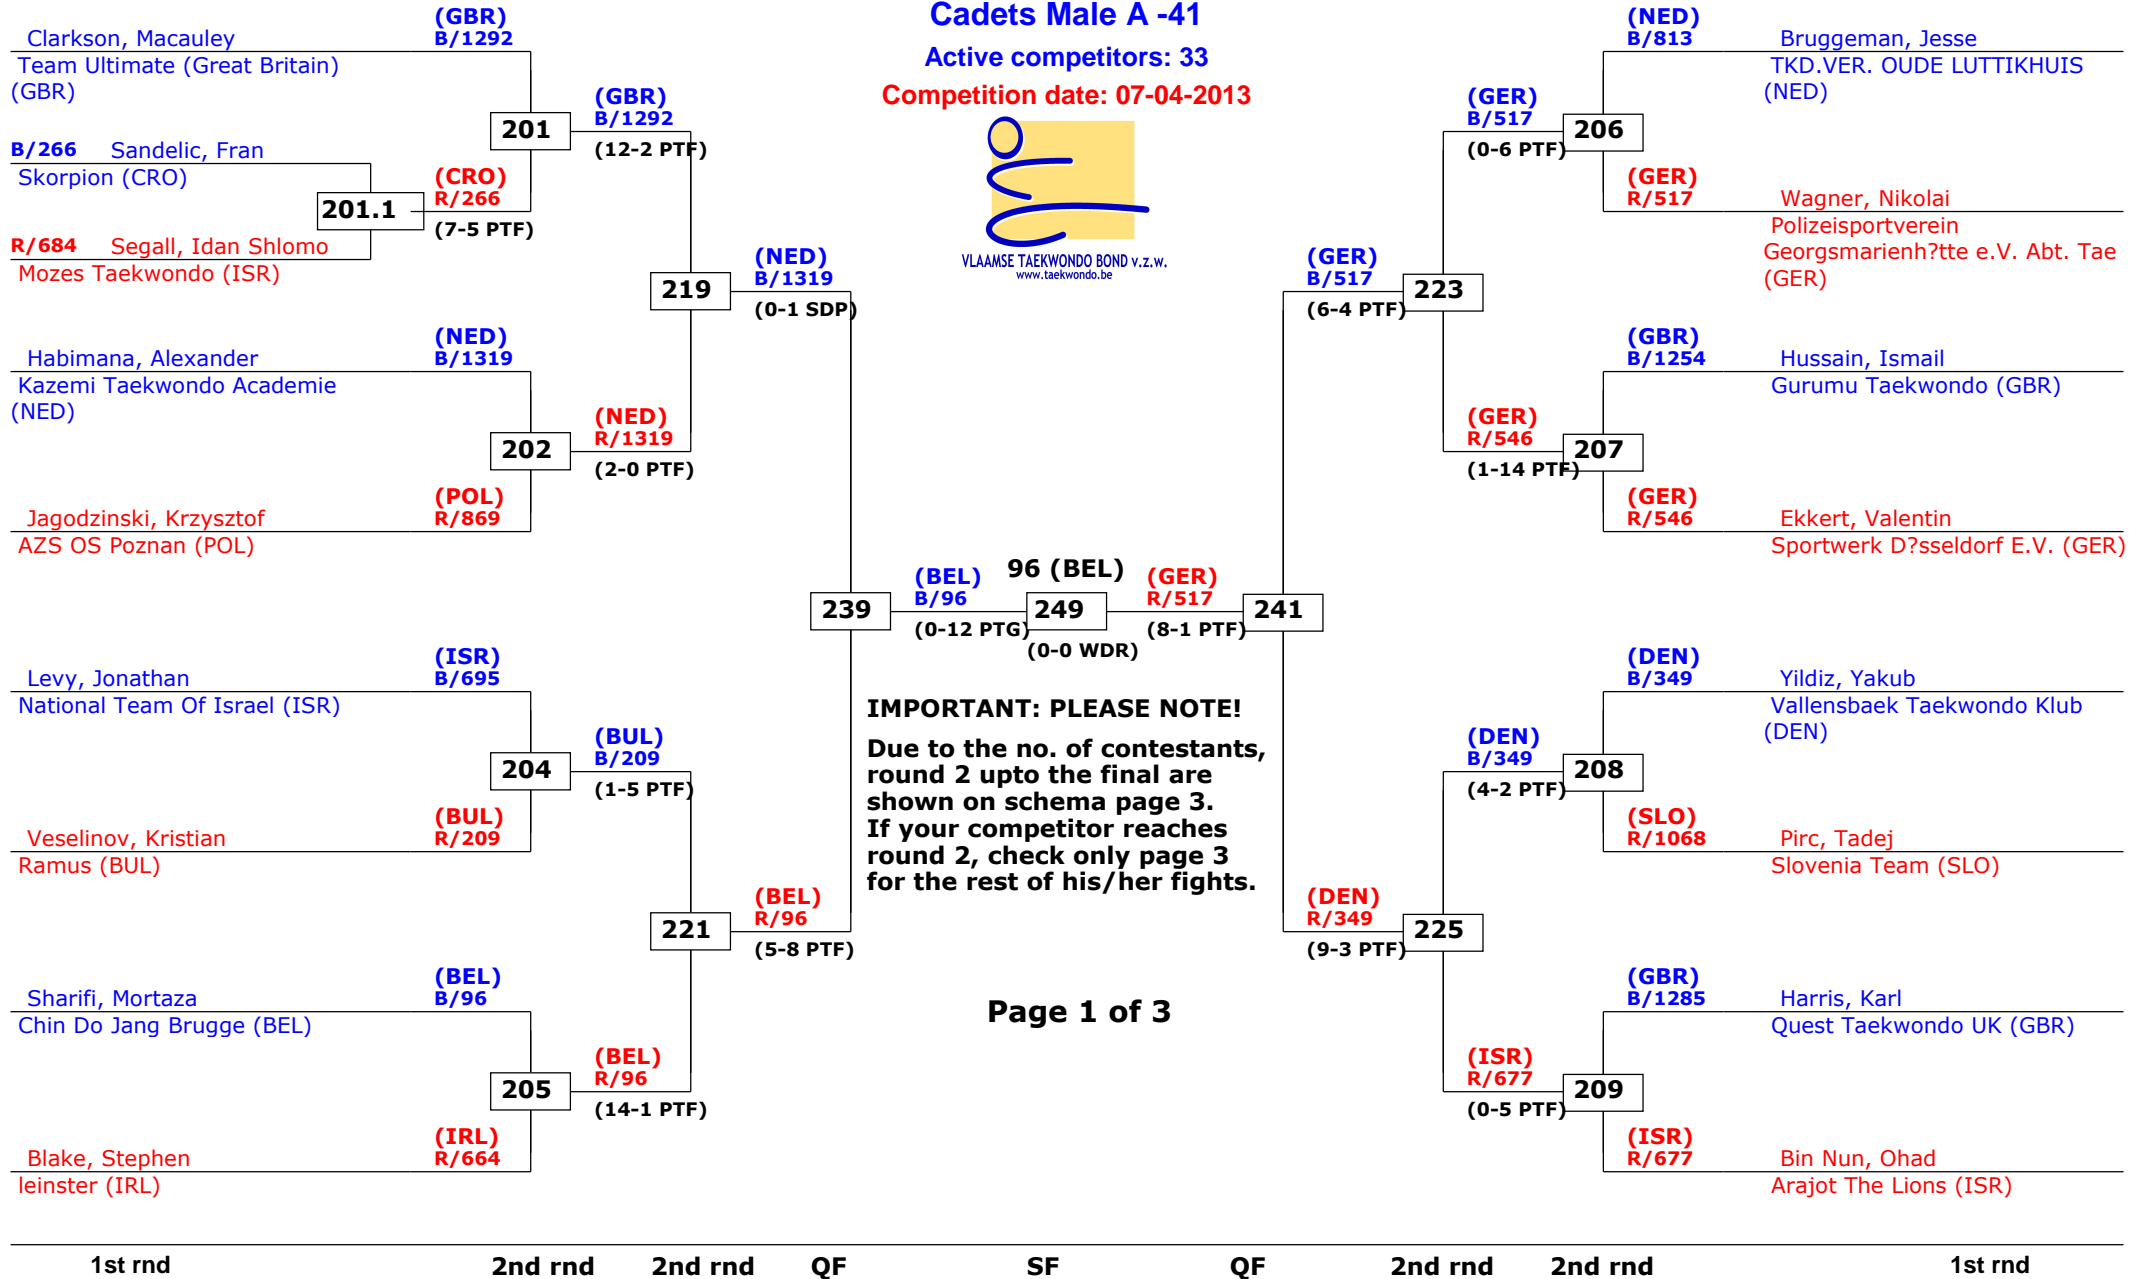 Cadets Male A -41
Active competitors: 33
Competition date: 07-04-2013
VLAAMSE TAEKWONDO BOND v.z.w.
www.taekwondo.be
Clarkson, Macauley
(GBR)
B/1292
Team Ultimate (Great Britain)
(GBR)
B/266 Sandelic, Fran
Skorpion (CRO)
201.1
(CRO)
R/266
(7-5 PTF)
R/684 Segall, Idan Shlomo
Mozes Taekwondo (ISR)
201
(GBR)
B/1292
(12-2 PTF)
Habimana, Alexander
(NED)
B/1319
Kazemi Taekwondo Academie
(NED)
202
(NED)
R/1319
(2-0 PTF)
Jagodzinski, Krzysztof
(POL)
R/869
AZS OS Poznan (POL)
219
(NED)
B/1319
(0-1 SDP)
Levy, Jonathan
(ISR)
B/695
National Team Of Israel (ISR)
204
(BUL)
B/209
(1-5 PTF)
Veselinov, Kristian
(BUL)
R/209
Ramus (BUL)
221
(BEL)
R/96
(5-8 PTF)
Sharifi, Mortaza
(BEL)
B/96
Chin Do Jang Brugge (BEL)
205
(BEL)
R/96
(14-1 PTF)
Blake, Stephen
(IRL)
R/664
leinster (IRL)
239
(BEL)
B/96
(0-12 PTG)
96 (BEL)
249
(0-0 WDR)
(GER)
R/517
(8-1 PTF)
241
IMPORTANT: PLEASE NOTE!
Due to the no. of contestants,
round 2 upto the final are
shown on schema page 3.
If your competitor reaches
round 2, check only page 3
for the rest of his/her fights.
Page 1 of 3
(NED)
B/813
Bruggeman, Jesse
TKD.VER. OUDE LUTTIKHUIS
(NED)
(GER)
B/517
(0-6 PTF)
206
(GER)
R/517
Wagner, Nikolai
Polizeisportverein
Georgsmarienh?tte e.V. Abt. Tae
(GER)
(GER)
B/517
(6-4 PTF)
223
(GBR)
B/1254
Hussain, Ismail
Gurumu Taekwondo (GBR)
(GER)
R/546
(1-14 PTF)
207
(GER)
R/546
Ekkert, Valentin
Sportwerk D?sseldorf E.V. (GER)
(DEN)
B/349
Yildiz, Yakub
Vallensbaek Taekwondo Klub
(DEN)
(DEN)
B/349
(4-2 PTF)
208
(SLO)
R/1068
Pirc, Tadej
Slovenia Team (SLO)
(DEN)
R/349
(9-3 PTF)
225
(GBR)
B/1285
Harris, Karl
Quest Taekwondo UK (GBR)
(ISR)
R/677
(0-5 PTF)
209
(ISR)
R/677
Bin Nun, Ohad
Arajot The Lions (ISR)
1st rnd 2nd rnd 2nd rnd QF SF QF 2nd rnd 2nd rnd 1st rnd